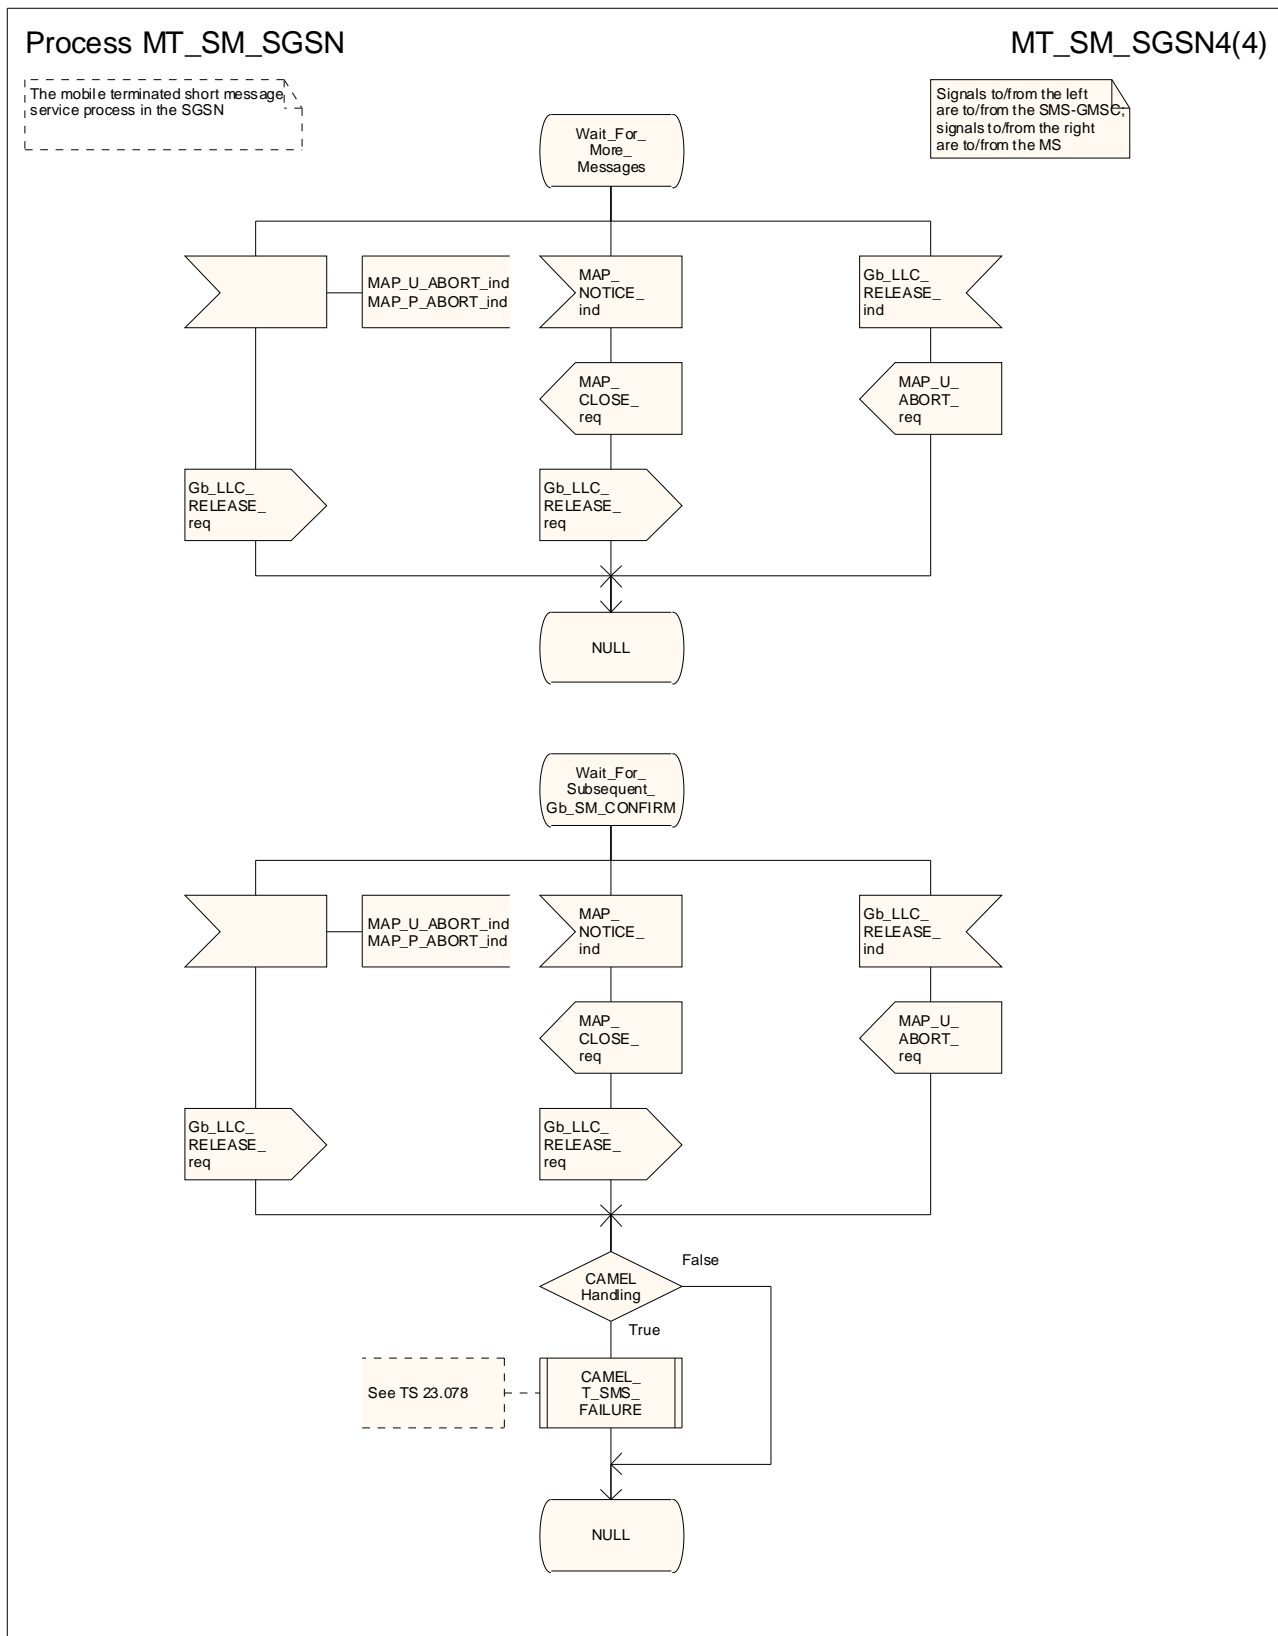 Process MT_SM_SGSN
MT_SM_SGSN4(4)
The mobile terminated short message
service process in the SGSN
Signals to/from the left
are to/from the SMS-GMSC;
signals to/from the right
are to/from the MS
Wait_For_
More_
Messages
MAP_U_ABORT_ind
MAP_P_ABORT_ind
MAP_
NOTICE_
ind
Gb_LLC_
RELEASE_
ind
MAP_
CLOSE_
req
MAP_U_
ABORT_
req
Gb_LLC_
RELEASE_
req
Gb_LLC_
RELEASE_
req
NULL
Wait_For_
Subsequent_
Gb_SM_CONFIRM
MAP_U_ABORT_ind
MAP_P_ABORT_ind
MAP_
NOTICE_
ind
Gb_LLC_
RELEASE_
ind
MAP_
CLOSE_
req
MAP_U_
ABORT_
req
Gb_LLC_
RELEASE_
req
Gb_LLC_
RELEASE_
req
False
CAMEL
Handling
True
See TS 23.078
CAMEL_
T_SMS_
FAILURE
NULL